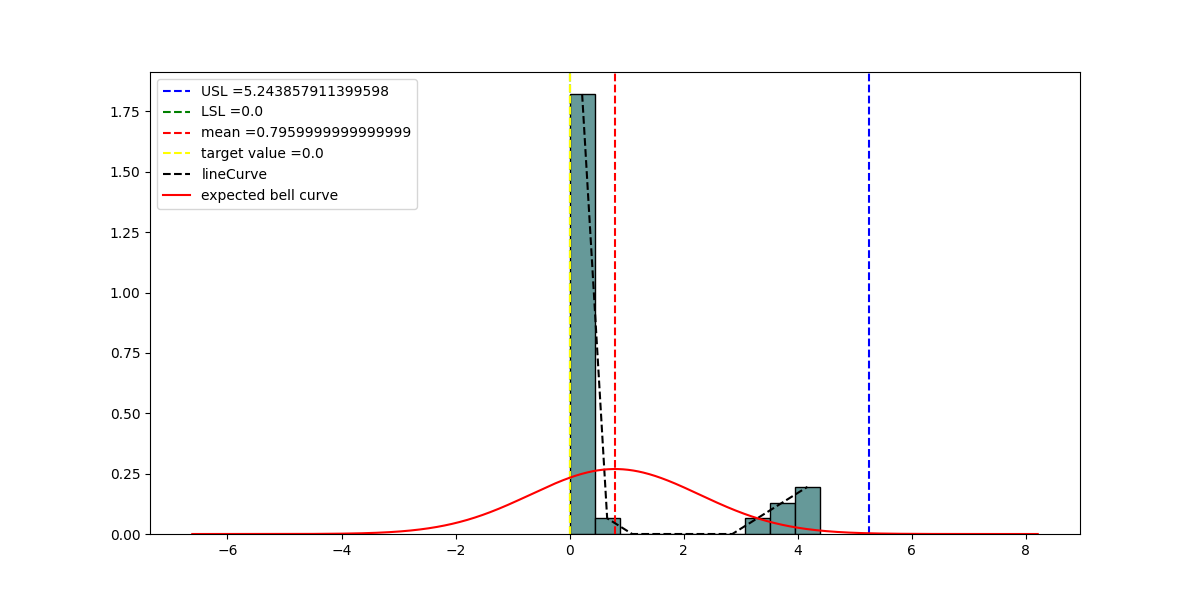 USL =5.243857911399598
LSL =0.0
mean =0.7959999999999999
target value =0.0
lineCurve
expected bell curve
1.75
1.50
1.25
1.00
0.75
0.50
0.25
0.00
−6 −4 −2 0 2 4 6 8